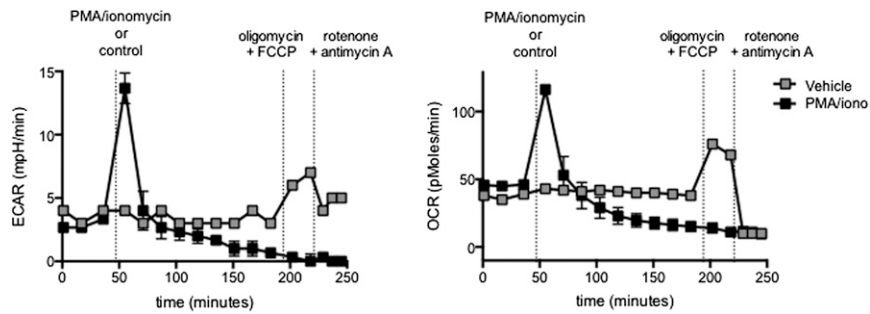 PMA/ionomycin
or
control
oligomycin
+ FCCP
rotenone
+ antimycin A
15
10
5
0
ECAR (mpH/min)
0 50 100 150 200 250
time (minutes)
PMA/ionomycin
or
control
oligomycin
+ FCCP
rotenone
+ antimycin A
100
50
0
OCR (pMoles/min)
0 50 100 150 200 250
time (minutes)
Vehicle
PMA/iono